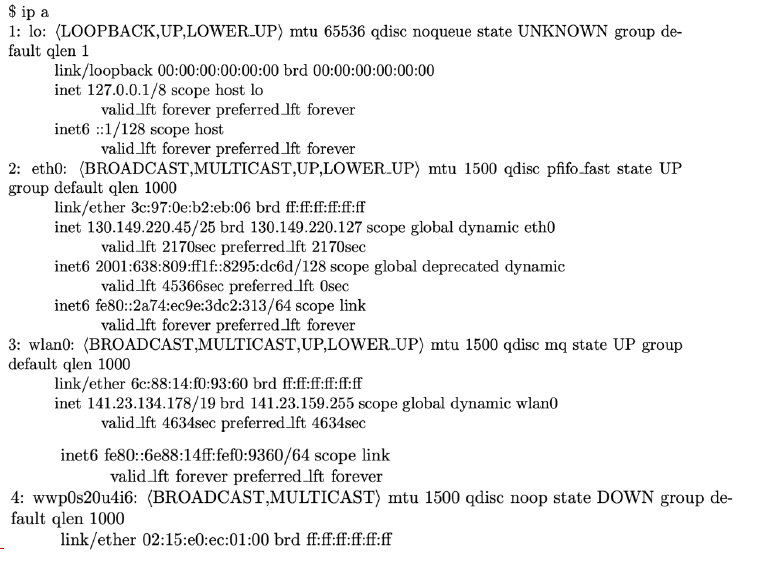 $ ip a
1: lo: ⟨LOOPBACK,UP,LOWER_UP⟩ mtu 65536 qdisc noqueue state UNKNOWN group de-
fault qlen 1
link/loopback 00:00:00:00:00:00 brd 00:00:00:00:00:00
inet 127.0.0.1/8 scope host lo
valid_lft forever preferred_lft forever
inet6 ::1/128 scope host
valid_lft forever preferred_lft forever
2: eth0: ⟨BROADCAST,MULTICAST,UP,LOWER_UP⟩ mtu 1500 qdisc pfifo_fast state UP
group default qlen 1000
link/ether 3c:97:0e:b2:eb:06 brd ff:ff:ff:ff:ff:ff
inet 130.149.220.45/25 brd 130.149.220.127 scope global dynamic eth0
valid_lft 2170sec preferred_lft 2170sec
inet6 2001:638:809:ff1f::8295:dc6d/128 scope global deprecated dynamic
valid_lft 45366sec preferred_lft 0sec
inet6 fe80::2a74:ec9e:3dc2:313/64 scope link
valid_lft forever preferred_lft forever
3: wlan0: ⟨BROADCAST,MULTICAST,UP,LOWER_UP⟩ mtu 1500 qdisc mq state UP group
default qlen 1000
link/ether 6c:88:14:f0:93:60 brd ff:ff:ff:ff:ff:ff
inet 141.23.134.178/19 brd 141.23.159.255 scope global dynamic wlan0
valid_lft 4634sec preferred_lft 4634sec
inet6 fe80::6e88:14ff:fef0:9360/64 scope link
valid_lft forever preferred_lft forever
4: wwp0s20u4i6: ⟨BROADCAST,MULTICAST⟩ mtu 1500 qdisc noop state DOWN group de-
fault qlen 1000
link/ether 02:15:e0:ec:01:00 brd ff:ff:ff:ff:ff:ff